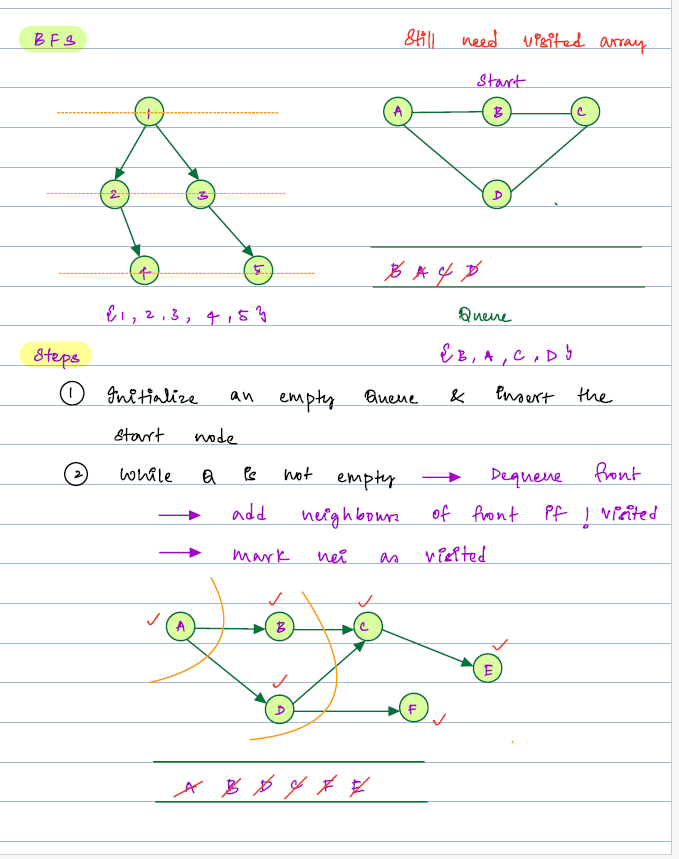 BFS
Still need visited array
Start
1
A B C
2 3
D
4 5
B A C D
{1, 2, 3, 4, 5}
Queue
Steps
{B, A, C, D}
① Initialize an empty Queue & insert the
start node
② While Q is not empty → Dequeue front
→ add neighbours of front if ! visited
→ mark nei as visited
A B C
E
D F
A B D C F E